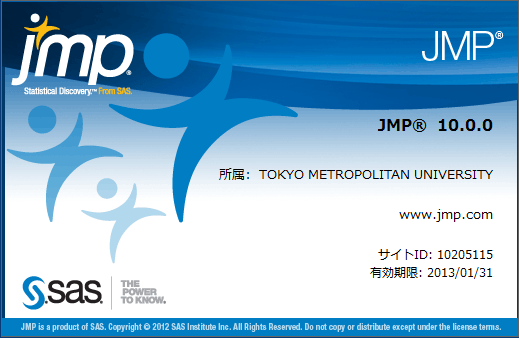 jmp®
Statistical Discovery.™ From SAS.
JMP®
JMP® 10.0.0
所属: TOKYO METROPOLITAN UNIVERSITY
www.jmp.com
サイトID: 10205115
有効期限: 2013/01/31
sas®
THE
POWER
TO KNOW.
JMP is a product of SAS. Copyright © 2012 SAS Institute Inc. All Rights Reserved. Do not copy or distribute except under the license terms.